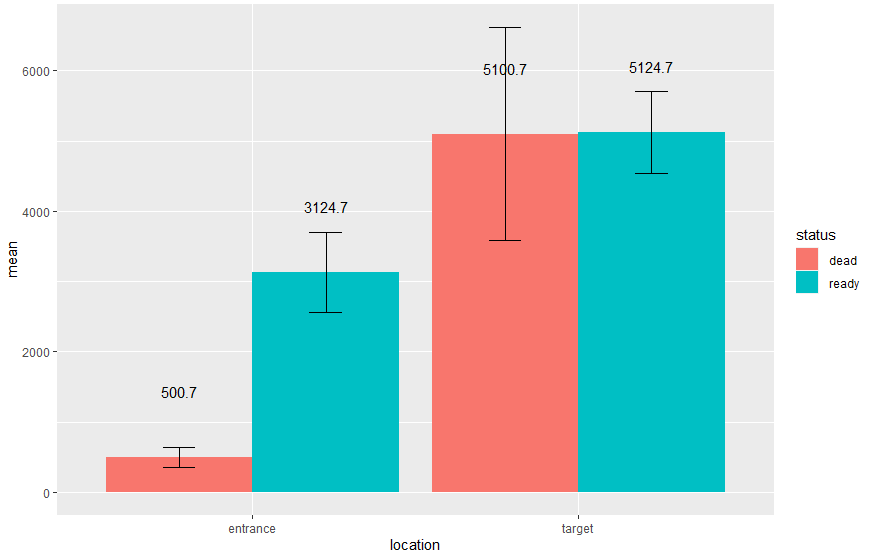 6000
4000
2000
0
mean
500.7
3124.7
5100.7
5124.7
entrance
target
location
status
dead
ready